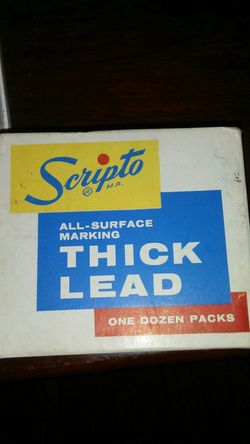 Scripto
® M.R.
ALL-SURFACE
MARKING
THICK
LEAD
ONE DOZEN PACKS